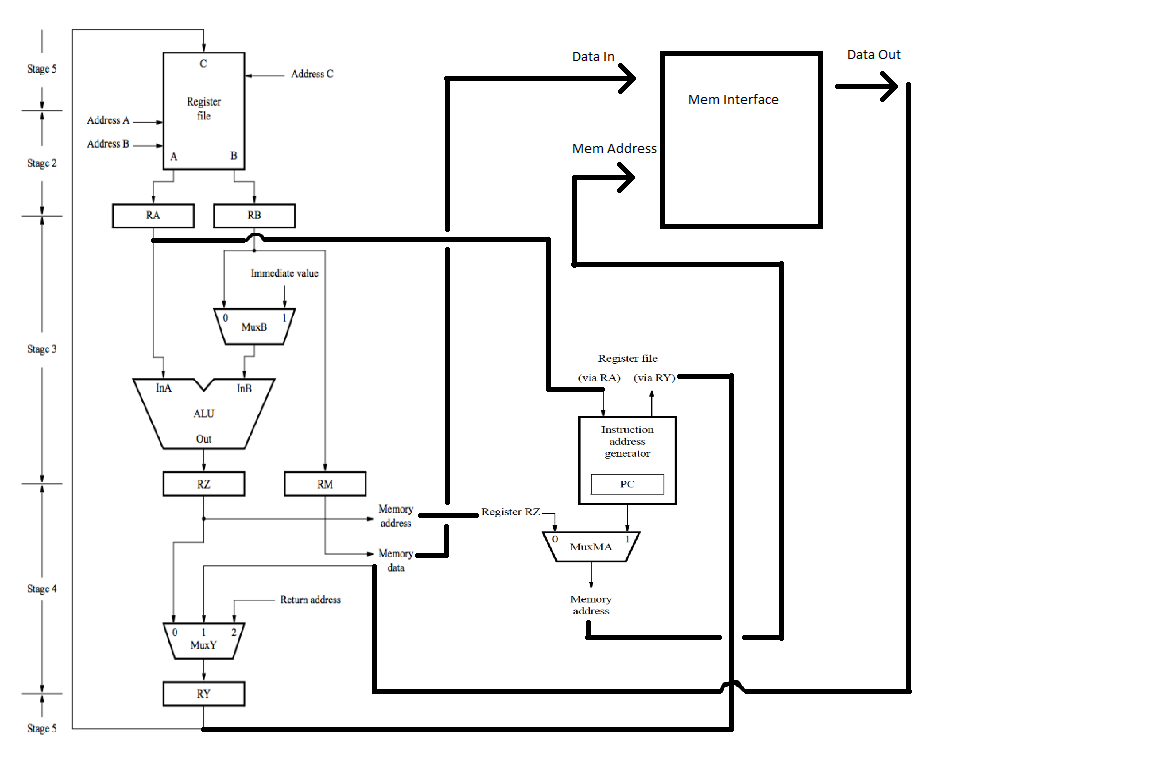 Stage 5
Stage 2
Stage 3
Stage 4
Stage 5
C
Address C
Register
file
Address A
Address B
A
B
RA
RB
Immediate value
0
1
MuxB
InA
InB
ALU
Out
RZ
RM
Memory
address
Memory
data
Return address
0
1
2
MuxY
RY
Data In
Data Out
Mem Interface
Mem Address
Register file
(via RA)
(via RY)
Instruction
address
generator
PC
Register RZ
0
1
MuxMA
Memory
address